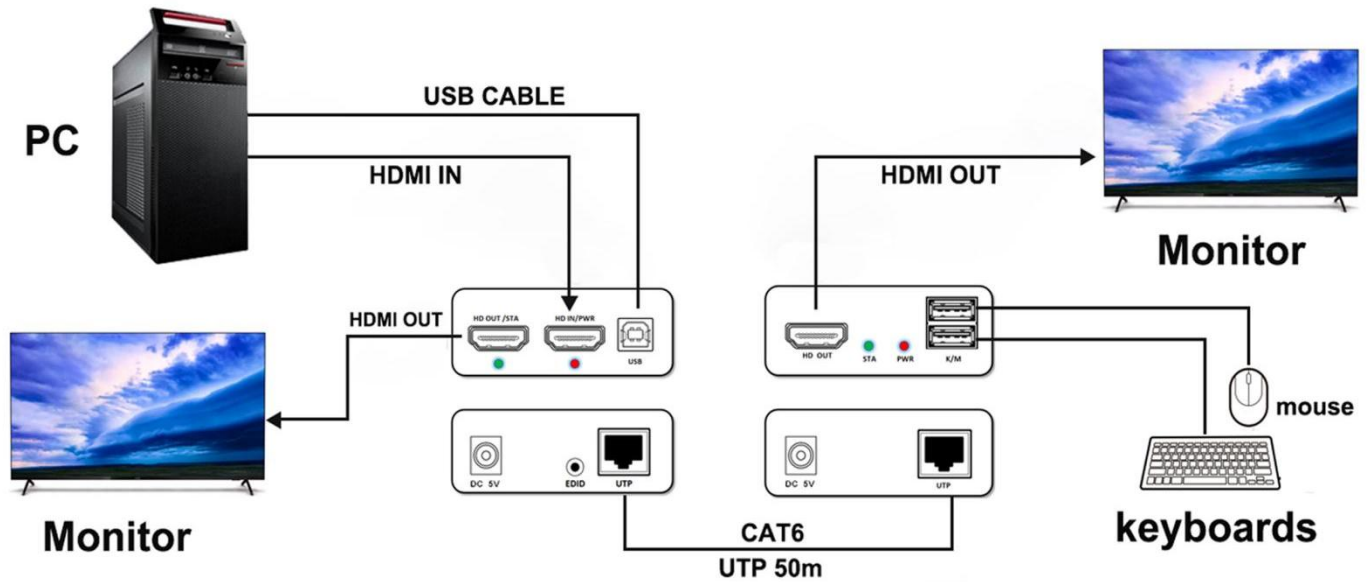 PC
USB CABLE
HDMI IN
HDMI OUT
Monitor
HDMI OUT
HD OUT /STA
HD IN/PWR
USB
HD OUT
STA
PWR
K/M
mouse
DC 5V
EDID
UTP
DC 5V
UTP
Monitor
CAT6
UTP 50m
keyboards